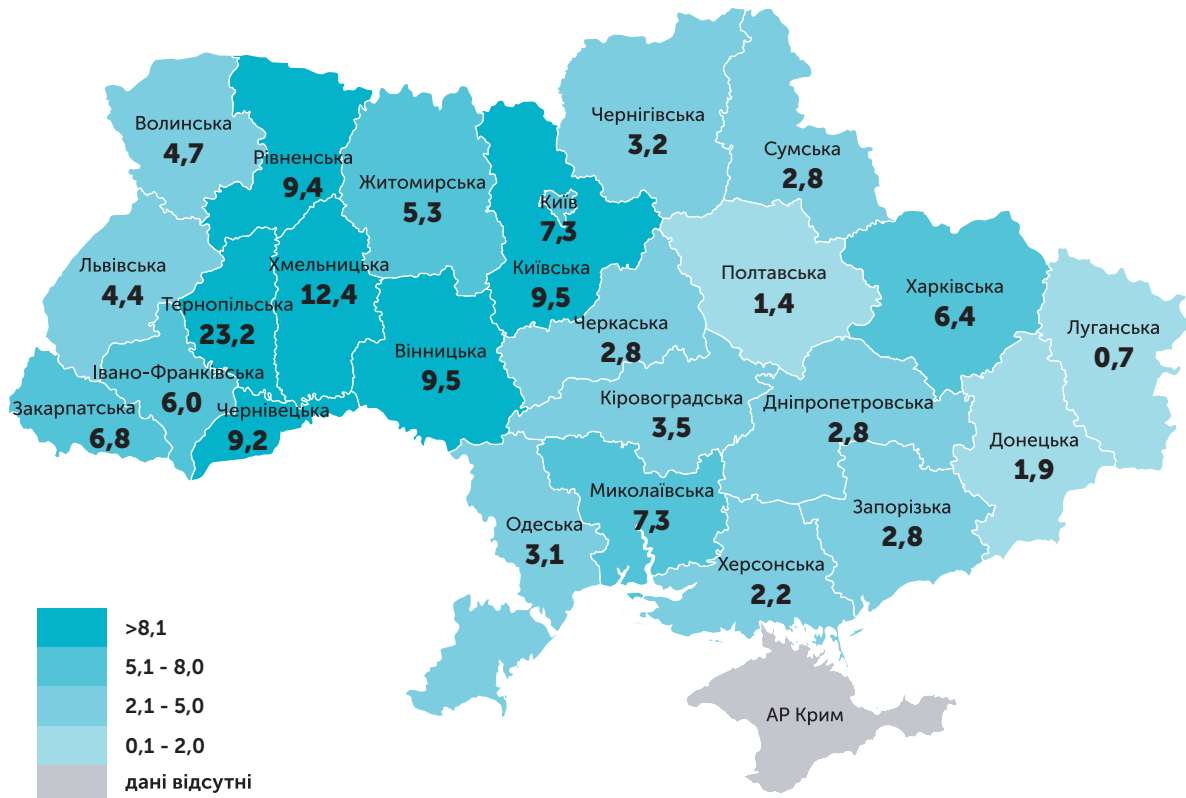 Волинська
4,7
Рівненська
9,4
Житомирська
5,3
Київ
7,3
Київська
9,5
Чернігівська
3,2
Сумська
2,8
Львівська
4,4
Тернопільська
23,2
Хмельницька
12,4
Вінницька
9,5
Черкаська
2,8
Полтавська
1,4
Харківська
6,4
Луганська
0,7
Івано-Франківська
6,0
Закарпатська
6,8
Чернівецька
9,2
Кіровоградська
3,5
Дніпропетровська
2,8
Донецька
1,9
Миколаївська
7,3
Одеська
3,1
Запорізька
2,8
Херсонська
2,2
АР Крим
>8,1
5,1 - 8,0
2,1 - 5,0
0,1 - 2,0
дані відсутні